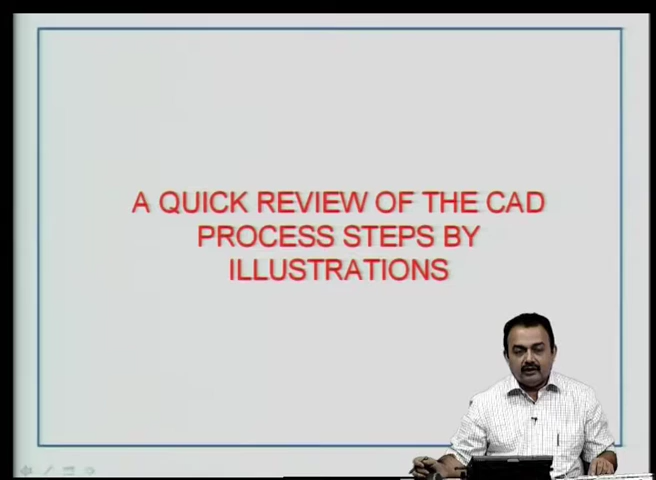 A QUICK REVIEW OF THE CAD
PROCESS STEPS BY
ILLUSTRATIONS